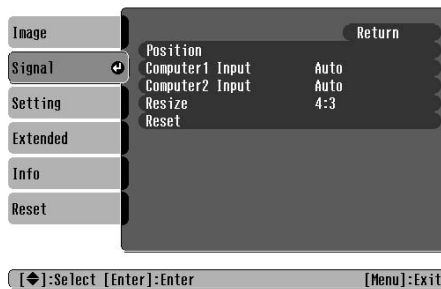 Image
Signal
Setting
Extended
Info
Reset
Return
Position
Computer1 Input Auto
Computer2 Input Auto
Resize 4:3
Reset
[◆]:Select [Enter]:Enter [Menu]:Exit